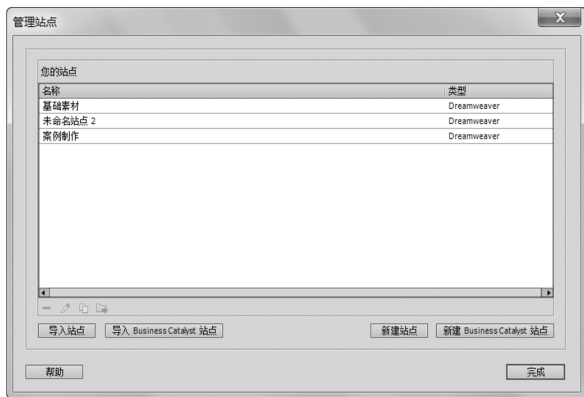 管理站点
X
您的站点
名称 类型
基础素材 Dreamweaver
未命名站点 2 Dreamweaver
案例制作 Dreamweaver
导入站点 导入 Business Catalyst 站点 新建站点 新建 Business Catalyst 站点
帮助 完成